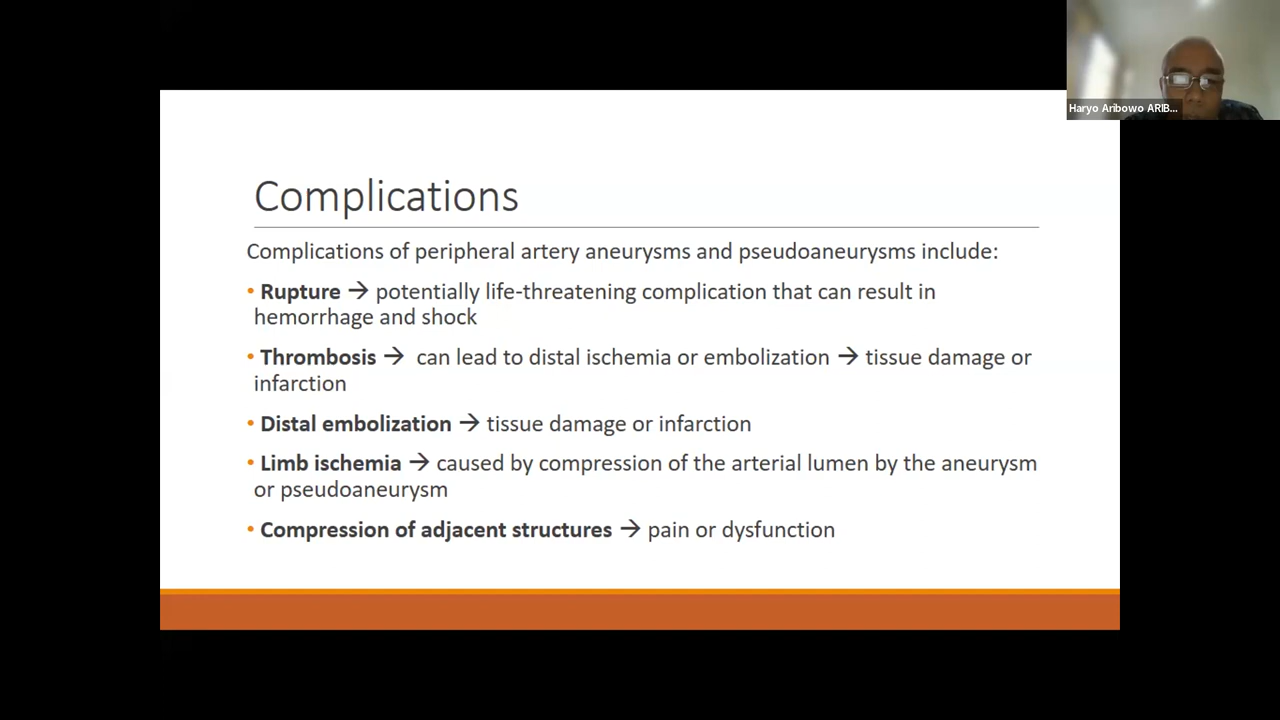 Haryo Aribowo ARIB...
Complications
Complications of peripheral artery aneurysms and pseudoaneurysms include:
• Rupture → potentially life-threatening complication that can result in
hemorrhage and shock
• Thrombosis → can lead to distal ischemia or embolization → tissue damage or
infarction
• Distal embolization → tissue damage or infarction
• Limb ischemia → caused by compression of the arterial lumen by the aneurysm
or pseudoaneurysm
• Compression of adjacent structures → pain or dysfunction